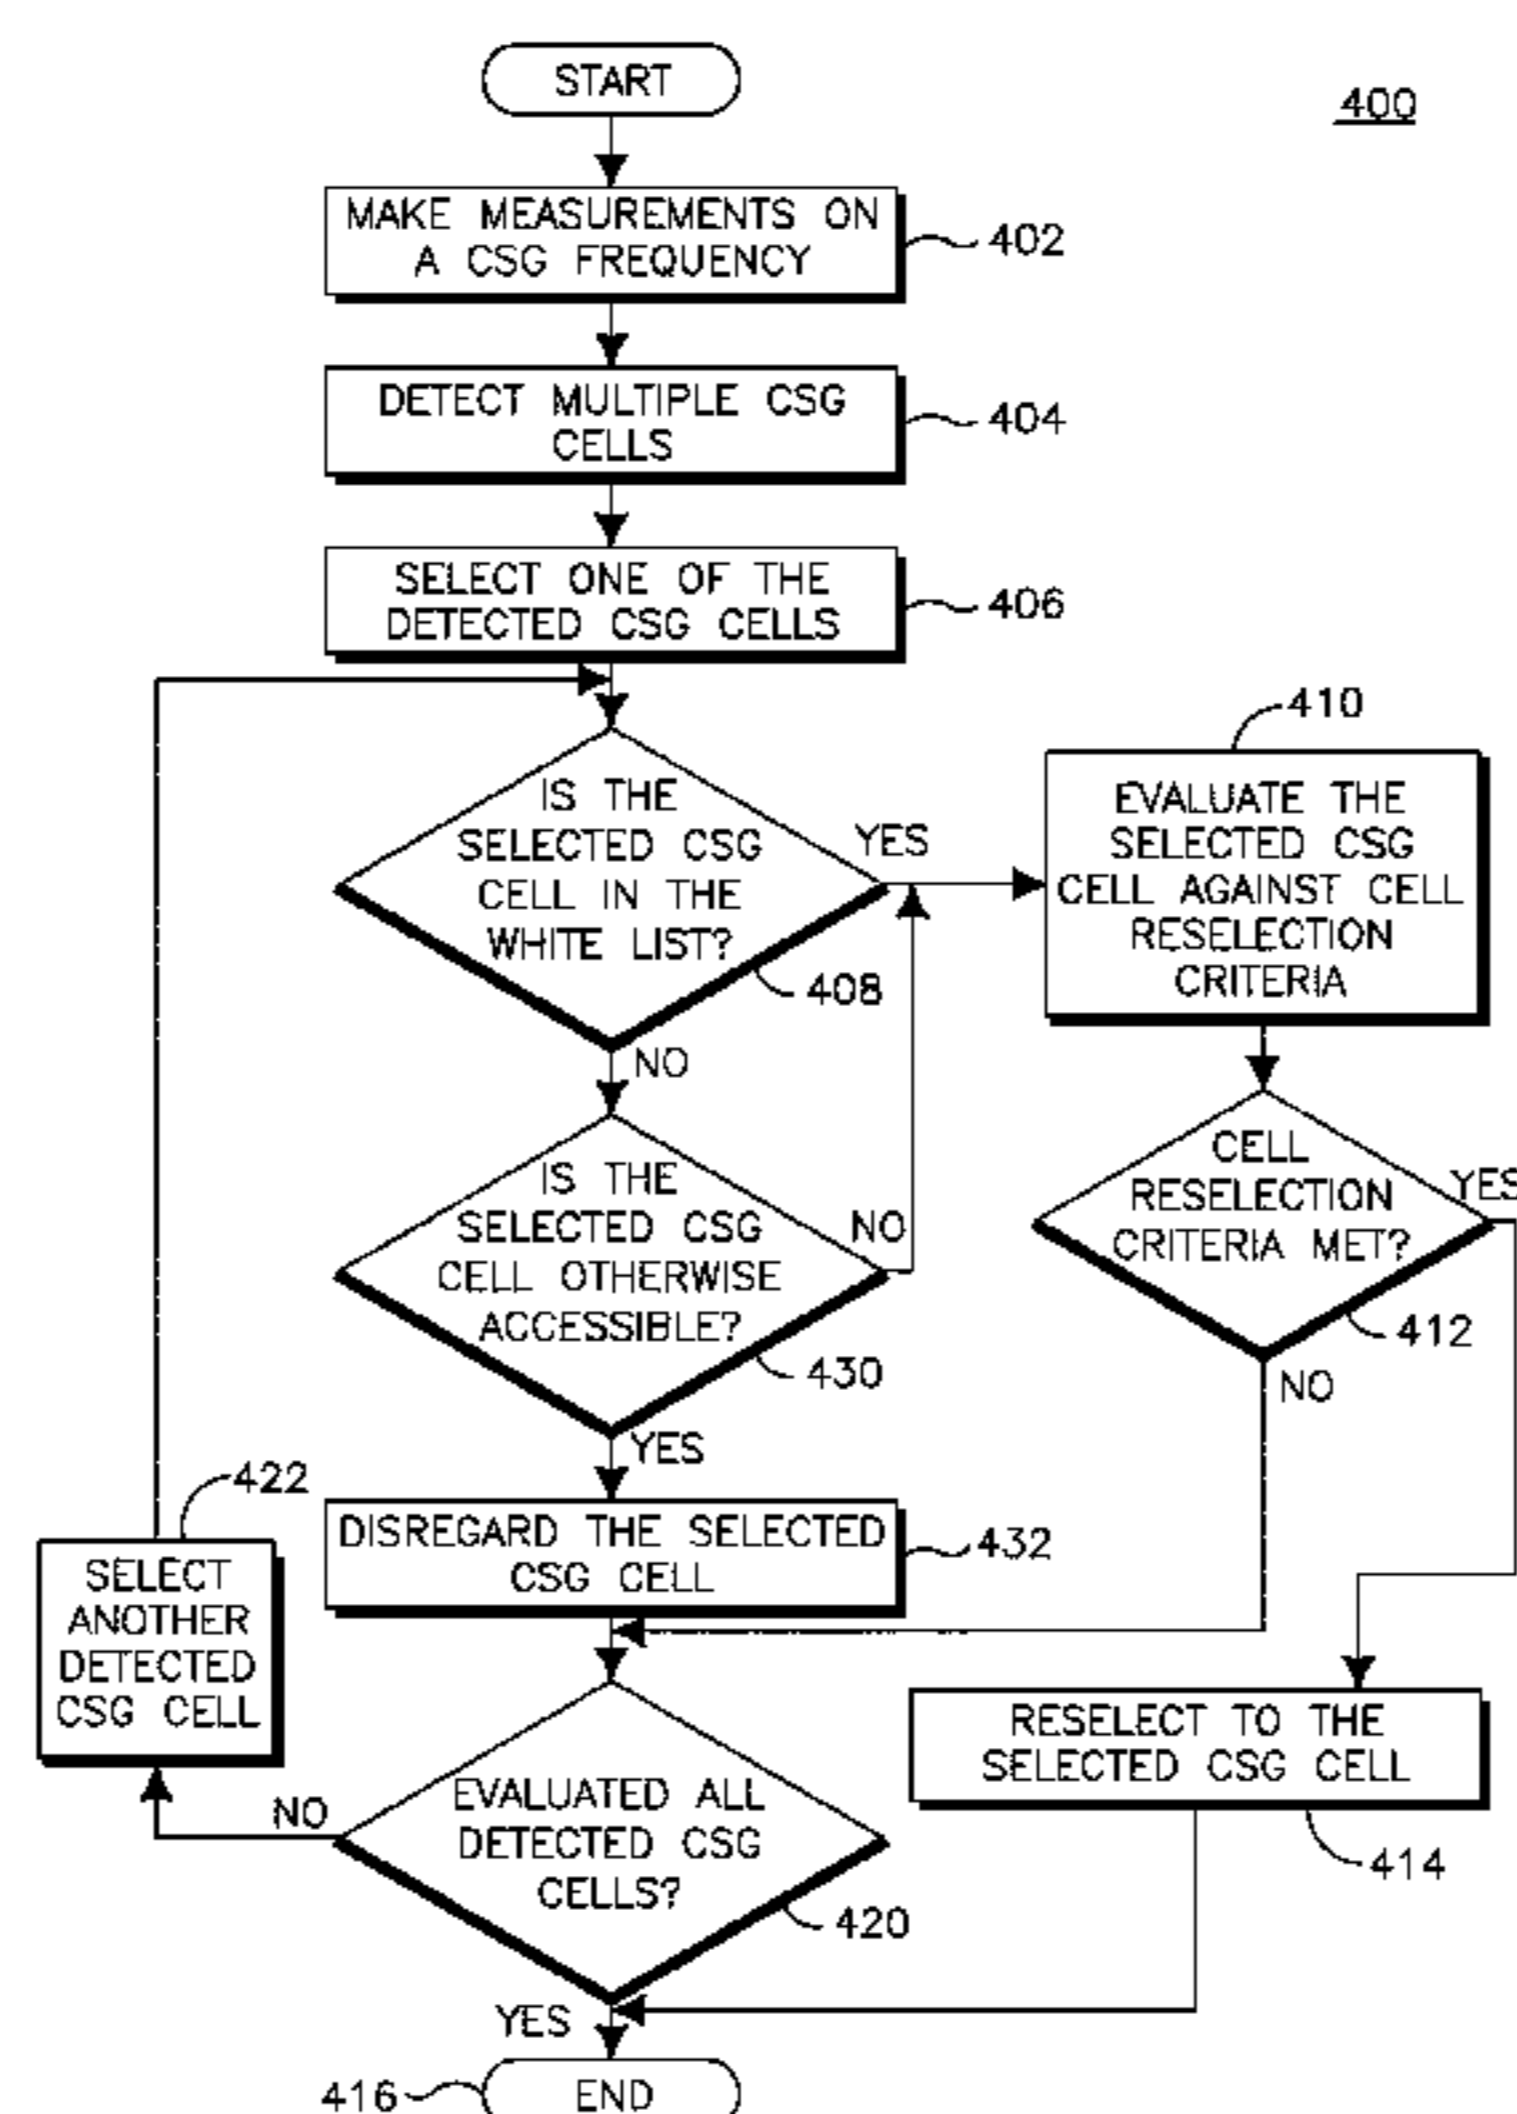 START
400
MAKE MEASUREMENTS ON
A CSG FREQUENCY
402
DETECT MULTIPLE CSG
CELLS
404
SELECT ONE OF THE
DETECTED CSG CELLS
406
IS THE
SELECTED CSG
CELL IN THE
WHITE LIST?
408
YES
NO
410
EVALUATE THE
SELECTED CSG
CELL AGAINST CELL
RESELECTION
CRITERIA
IS THE
SELECTED CSG
CELL OTHERWISE
ACCESSIBLE?
430
NO
YES
CELL
RESELECTION
CRITERIA MET?
412
YES
NO
DISREGARD THE SELECTED
CSG CELL
432
422
SELECT
ANOTHER
DETECTED
CSG CELL
RESELECT TO THE
SELECTED CSG CELL
414
EVALUATED ALL
DETECTED CSG
CELLS?
420
NO
YES
416
END